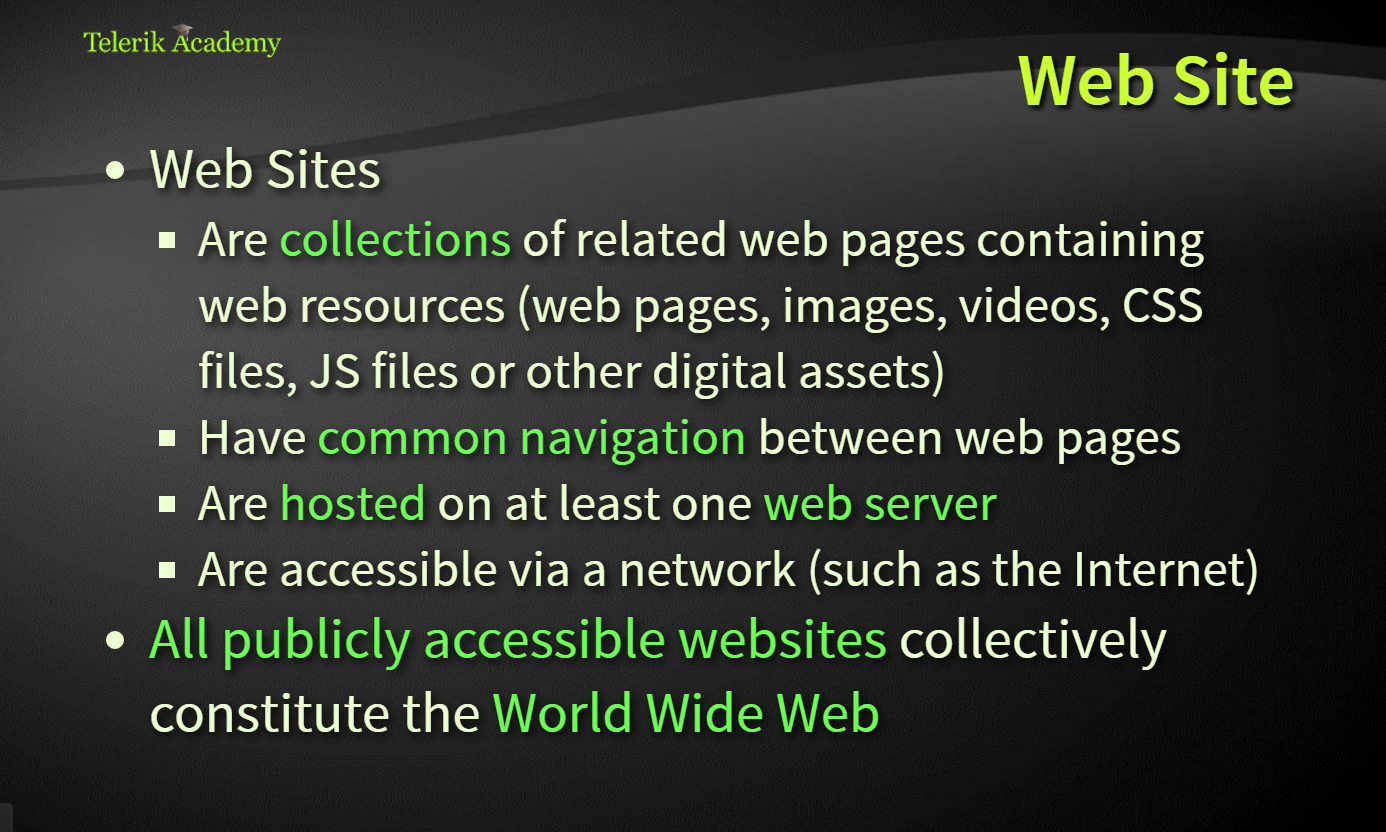 Telerik Academy
Web Site
• Web Sites
▪ Are collections of related web pages containing
web resources (web pages, images, videos, CSS
files, JS files or other digital assets)
▪ Have common navigation between web pages
▪ Are hosted on at least one web server
▪ Are accessible via a network (such as the Internet)
• All publicly accessible websites collectively
constitute the World Wide Web